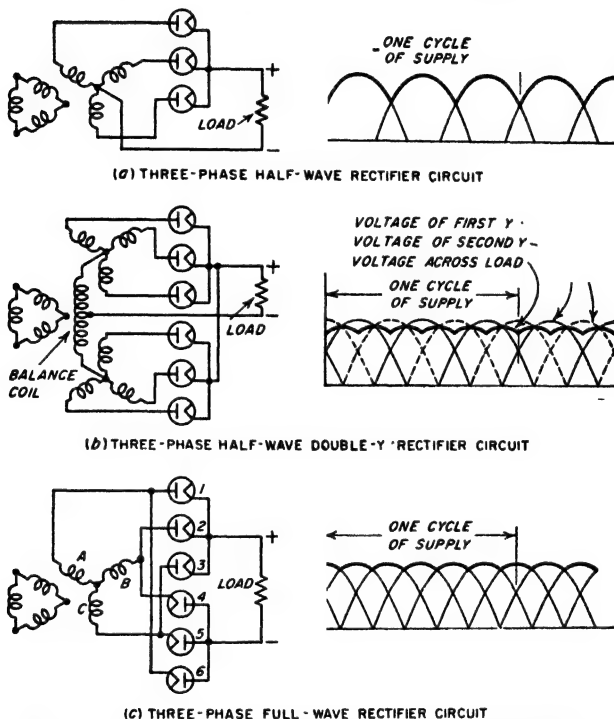 -ONE CYCLE
OF SUPPLY
+
LOAD
-
(a) THREE-PHASE HALF-WAVE RECTIFIER CIRCUIT
+
LOAD
-
BALANCE
COIL
VOLTAGE OF FIRST Y
VOLTAGE OF SECOND Y-
VOLTAGE ACROSS LOAD
ONE CYCLE
OF SUPPLY
(b) THREE-PHASE HALF-WAVE DOUBLE-Y RECTIFIER CIRCUIT
A
B
C
1
2
3
4
5
6
+
LOAD
-
ONE CYCLE
OF SUPPLY
(c) THREE-PHASE FULL-WAVE RECTIFIER CIRCUIT